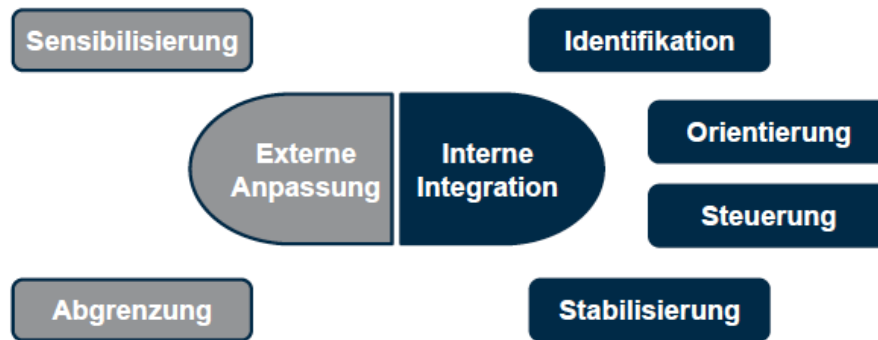 Sensibilisierung
Identifikation
Externe
Anpassung
Interne
Integration
Orientierung
Steuerung
Abgrenzung
Stabilisierung